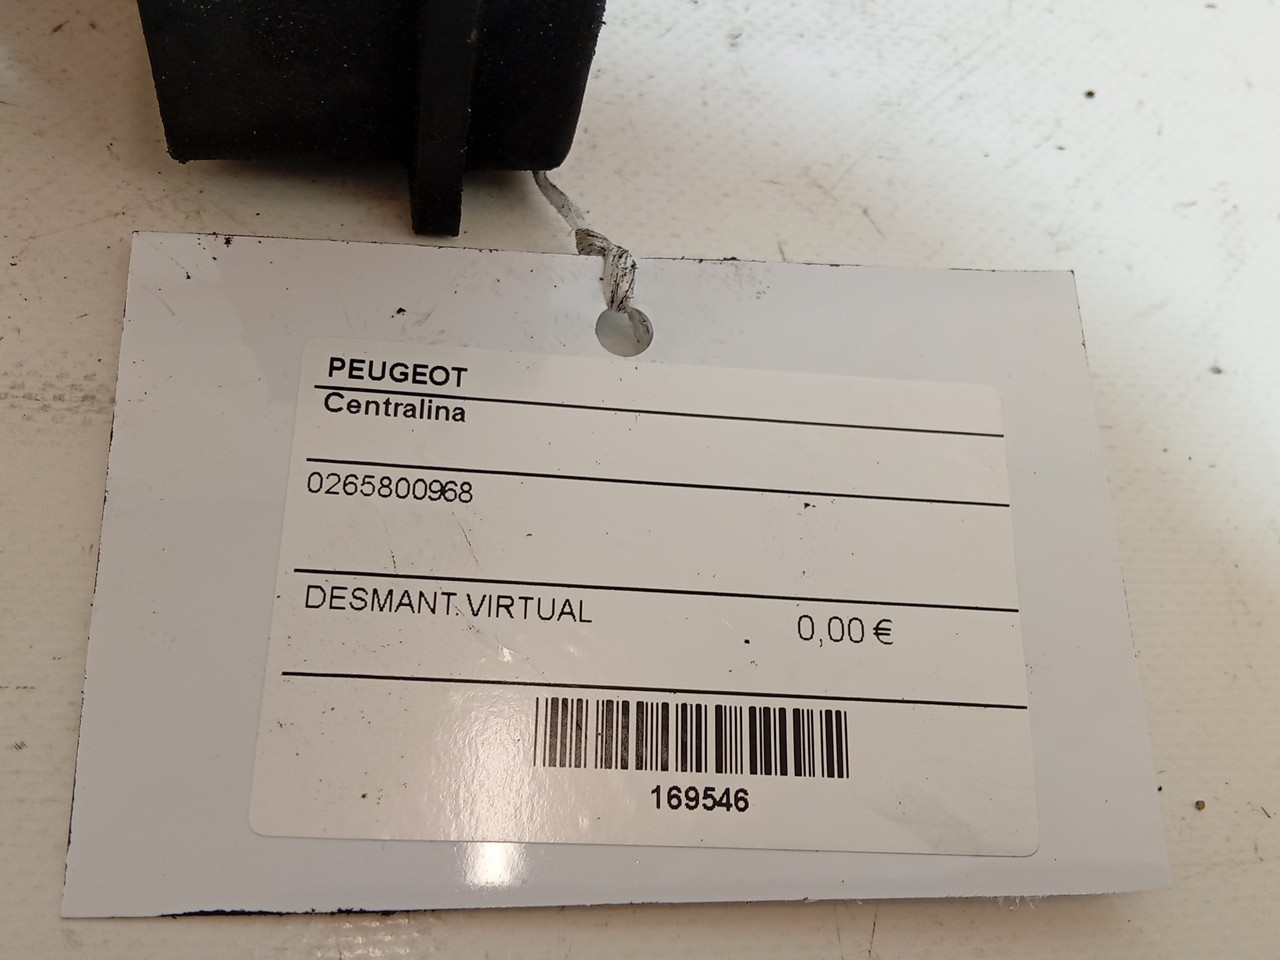 PEUGEOT
Centralina
0265800968
DESMANT. VIRTUAL 0,00 €
169546